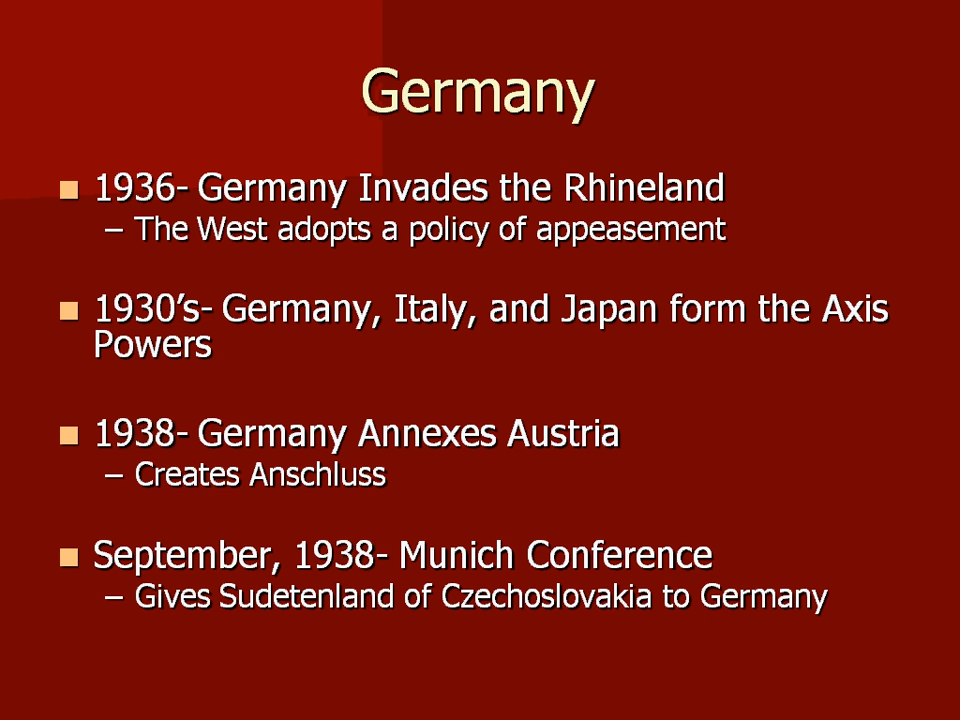 Germany
■ 1936- Germany Invades the Rhineland
– The West adopts a policy of appeasement
■ 1930’s- Germany, Italy, and Japan form the Axis
Powers
■ 1938- Germany Annexes Austria
– Creates Anschluss
■ September, 1938- Munich Conference
– Gives Sudetenland of Czechoslovakia to Germany